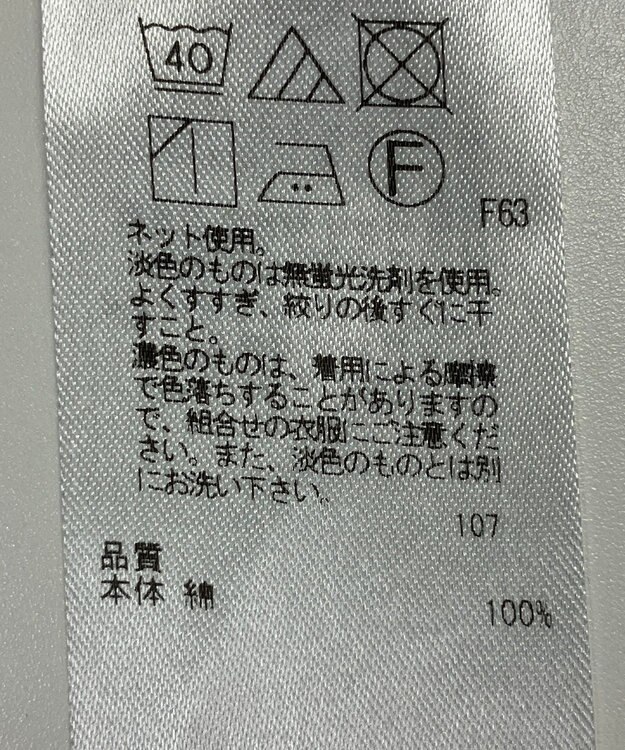 40
F
F63
ネット使用。
淡色のものは無蛍光洗剤を使用。
よくすすぎ、絞りの後すぐに干
すこと。
濃色のものは、着用による摩擦
で色落ちすることがありますの
で、組合せの衣服にご注意くだ
さい。また、淡色のものとは別
にお洗い下さい。
107
品質
本体 綿
100%